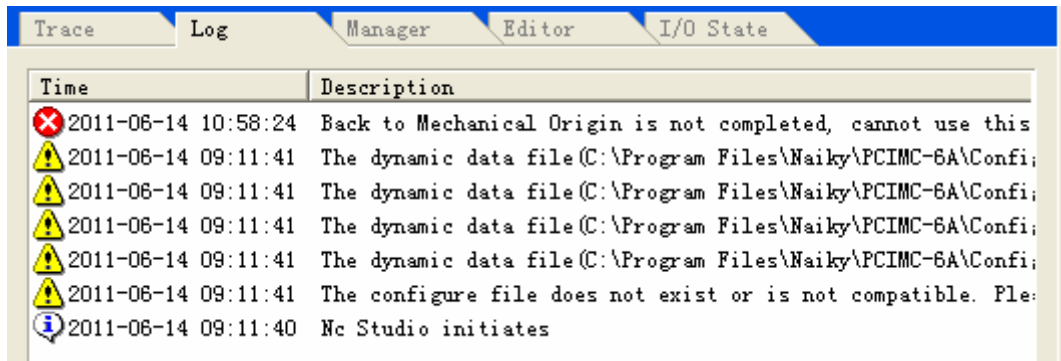 Trace Log Manager Editor I/O State
Time Description
2011-06-14 10:58:24 Back to Mechanical Origin is not completed, cannot use this
2011-06-14 09:11:41 The dynamic data file(C:\Program Files\Naiky\PCIMC-6A\Confi
2011-06-14 09:11:41 The dynamic data file(C:\Program Files\Naiky\PCIMC-6A\Confi
2011-06-14 09:11:41 The dynamic data file(C:\Program Files\Naiky\PCIMC-6A\Confi
2011-06-14 09:11:41 The dynamic data file(C:\Program Files\Naiky\PCIMC-6A\Confi
2011-06-14 09:11:41 The configure file does not exist or is not compatible. Ple
2011-06-14 09:11:40 Nc Studio initiates